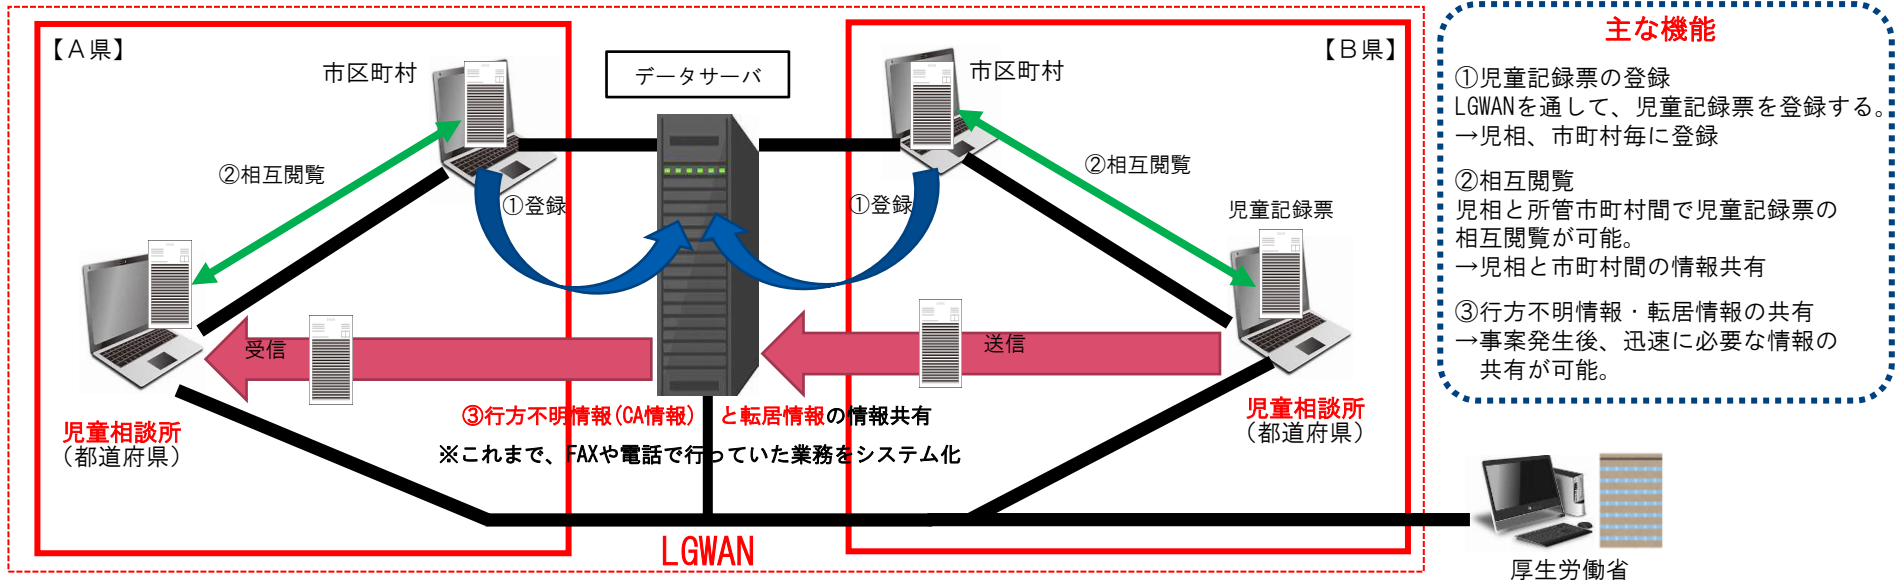 【A県】
市区町村
データサーバ
市区町村
【B県】
②相互閲覧
①登録
①登録
②相互閲覧
児童記録票
受信
送信
③行方不明情報(CA情報)　と転居情報の情報共有
※これまで、FAXや電話で行っていた業務をシステム化
児童相談所
（都道府県）
児童相談所
（都道府県）
LGWAN
厚生労働省
主な機能
①児童記録票の登録
LGWANを通して、児童記録票を登録する。
→児相、市町村毎に登録
②相互閲覧
児相と所管市町村間で児童記録票の
相互閲覧が可能。
→児相と市町村間の情報共有
③行方不明情報・転居情報の共有
→事案発生後、迅速に必要な情報の
共有が可能。